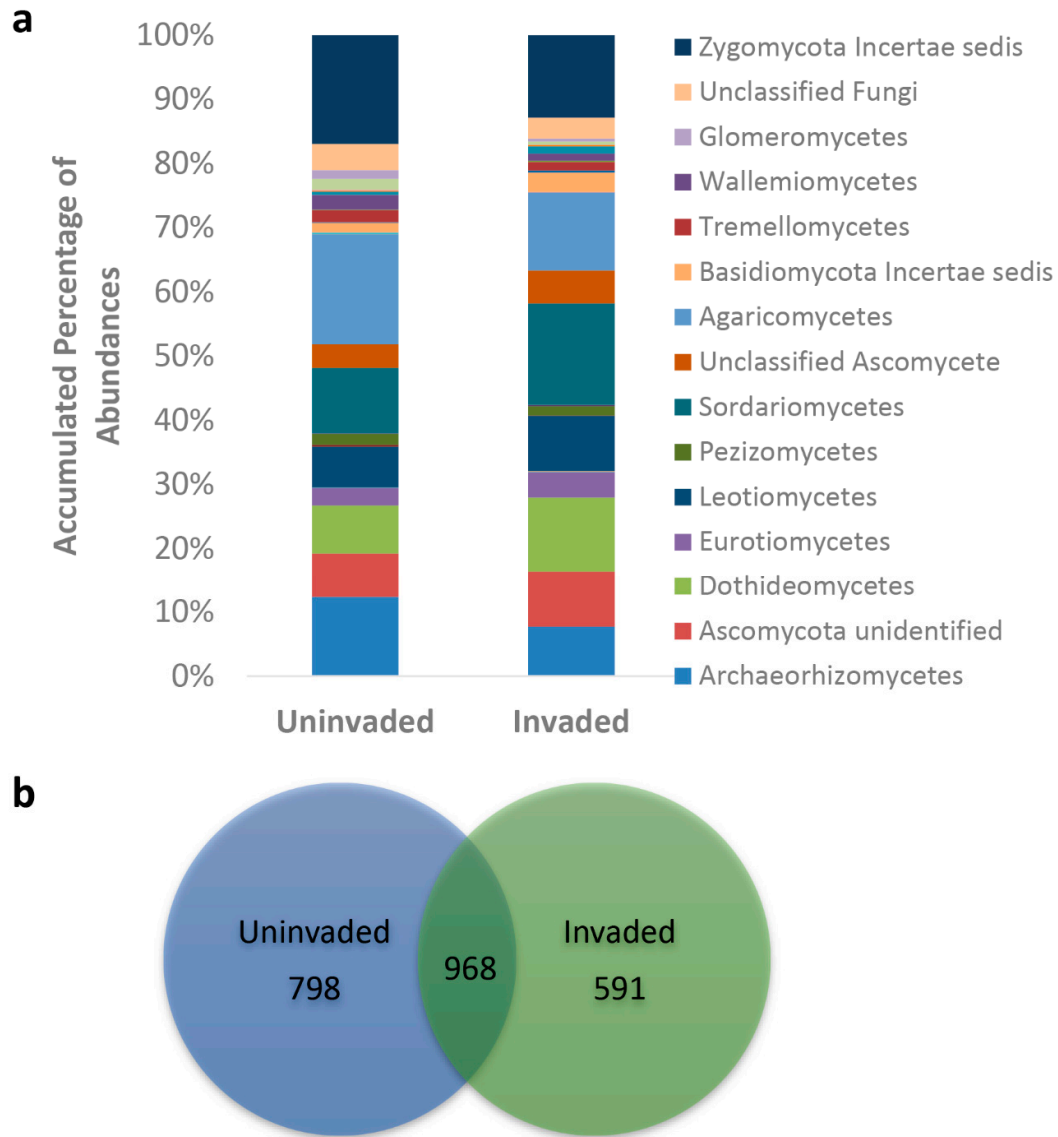 a
100%
90%
80%
70%
60%
50%
40%
30%
20%
10%
0%
Accumulated Percentage of
Abundances
Uninvaded
Invaded
Zygomycota Incertae sedis
Unclassified Fungi
Glomeromycetes
Wallemiomycetes
Tremellomycetes
Basidiomycota Incertae sedis
Agaricomycetes
Unclassified Ascomycete
Sordariomycetes
Pezizomycetes
Leotiomycetes
Eurotiomycetes
Dothideomycetes
Ascomycota unidentified
Archaeorhizomycetes
b
Uninvaded
798
968
Invaded
591